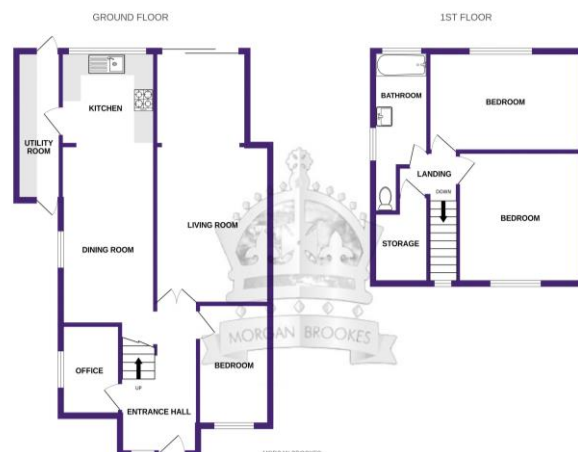 GROUND FLOOR
1ST FLOOR
KITCHEN
UTILITY
ROOM
DINING ROOM
LIVING ROOM
OFFICE
UP
ENTRANCE HALL
BEDROOM
BATHROOM
BEDROOM
LANDING
DOWN
BEDROOM
STORAGE
MORGAN BROOKES